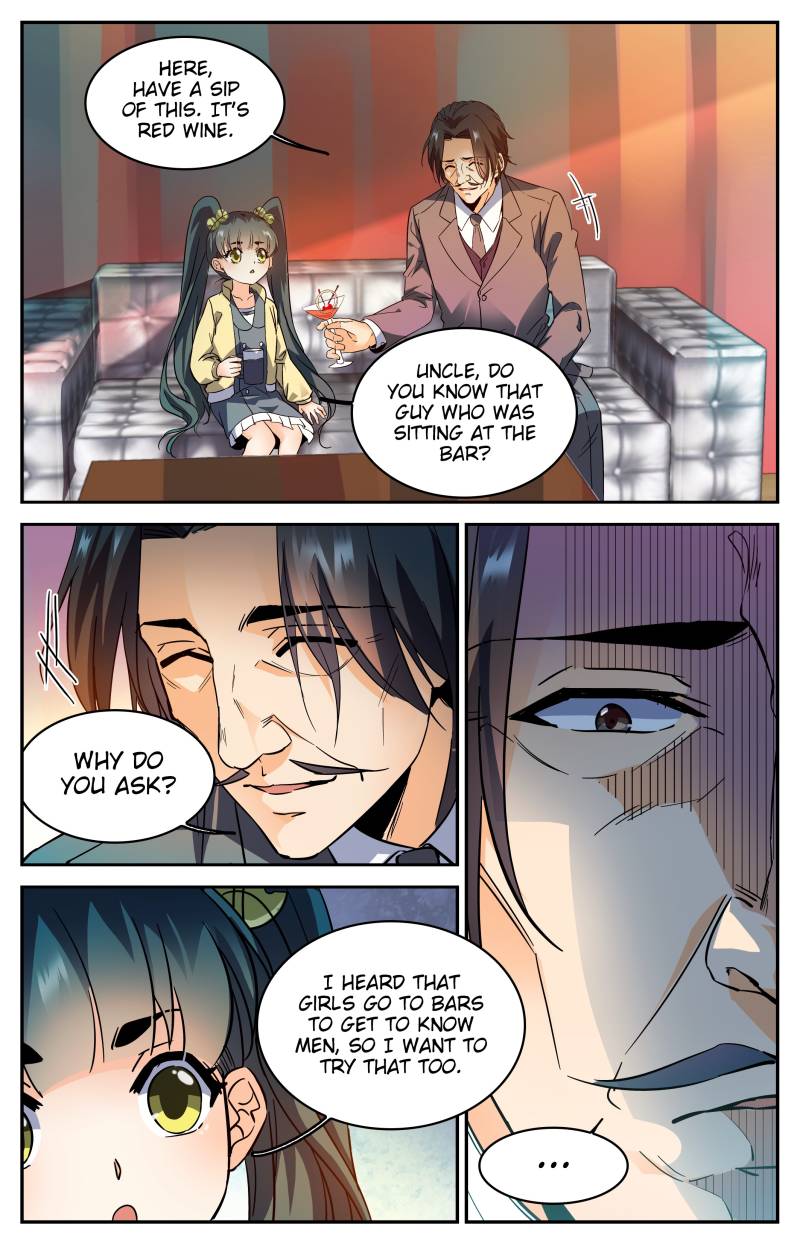 HERE,
HAVE A SIP
OF THIS. IT'S
RED WINE.
UNCLE, DO
YOU KNOW THAT
GUY WHO WAS
SITTING AT THE
BAR?
WHY DO
YOU ASK?
I HEARD THAT
GIRLS GO TO BARS
TO GET TO KNOW
MEN, SO I WANT TO
TRY THAT TOO.
...